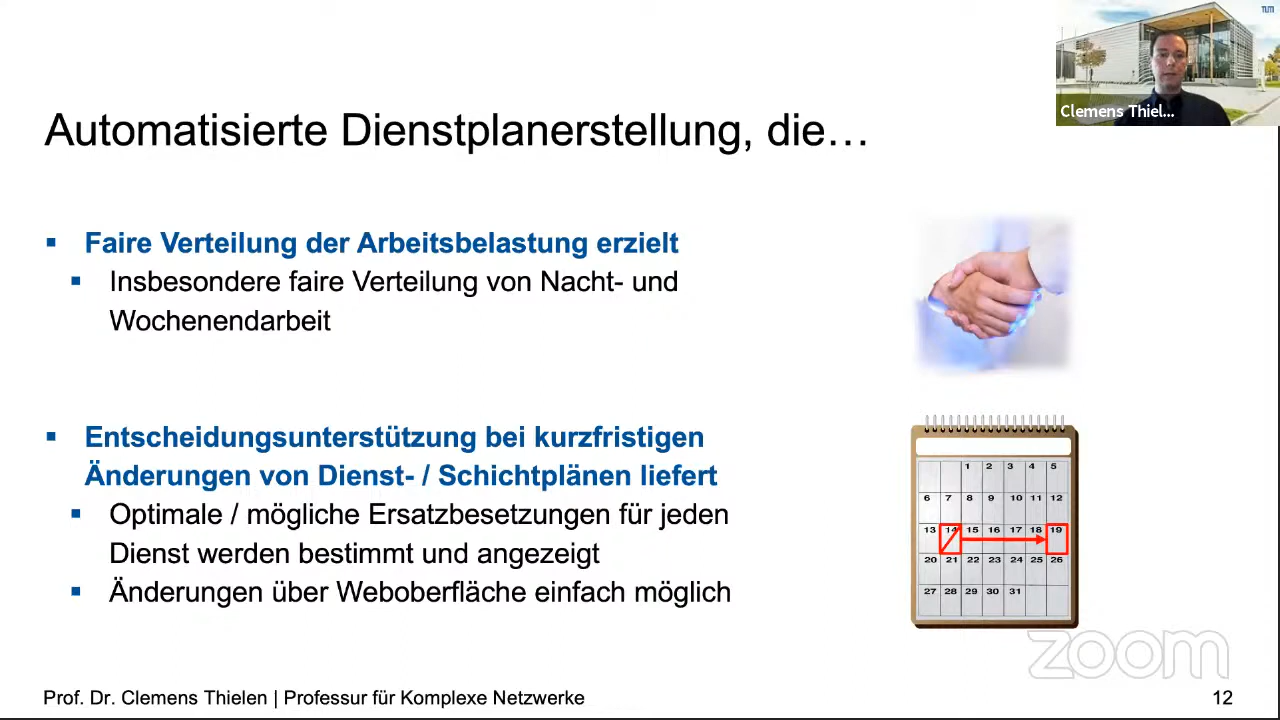 TUM
Clemens Thiel...
Automatisierte Dienstplanerstellung, die…
Faire Verteilung der Arbeitsbelastung erzielt
Insbesondere faire Verteilung von Nacht- und
Wochenendarbeit
Entscheidungsunterstützung bei kurzfristigen
Änderungen von Dienst- / Schichtplänen liefert
Optimale / mögliche Ersatzbesetzungen für jeden
Dienst werden bestimmt und angezeigt
Änderungen über Weboberfläche einfach möglich
1 2 3 4 5
6 7 8 9 10 11 12
13 14 15 16 17 18 19
20 21 22 23 24 25 26
27 28 29 30 31
zoom
Prof. Dr. Clemens Thielen | Professur für Komplexe Netzwerke
12